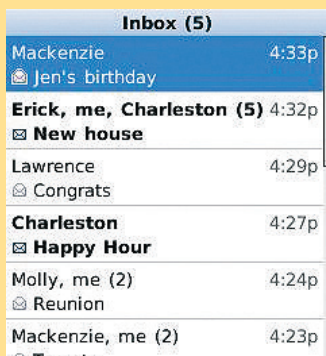 Inbox (5)
Mackenzie 4:33p
Jen's birthday
Erick, me, Charleston (5) 4:32p
New house
Lawrence 4:29p
Congrats
Charleston 4:27p
Happy Hour
Molly, me (2) 4:24p
Reunion
Mackenzie, me (2) 4:23p